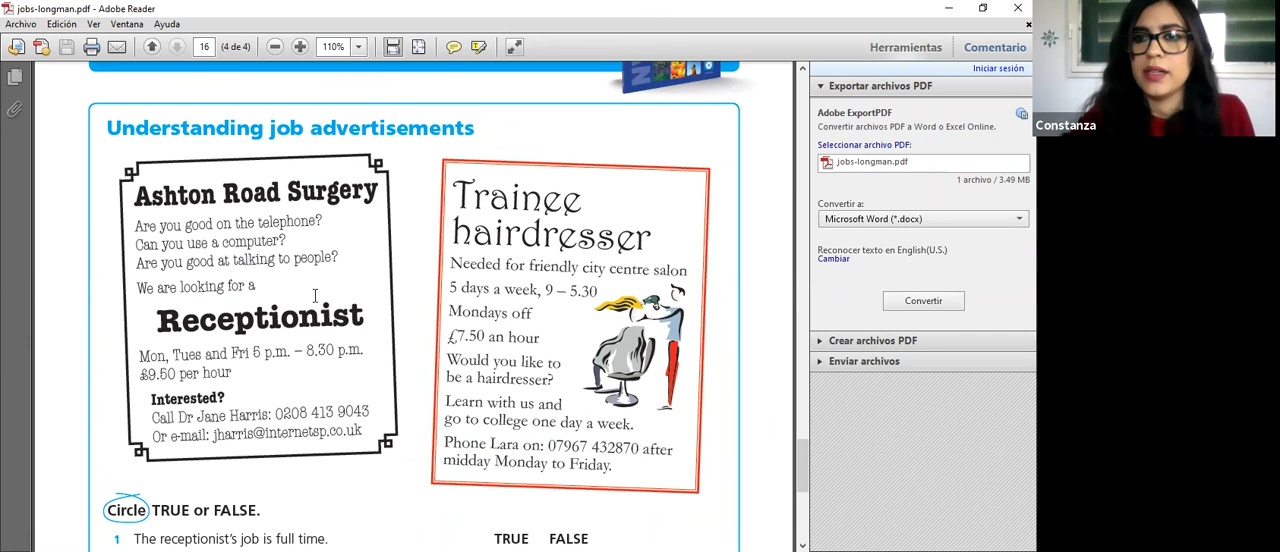 jobs-longman.pdf - Adobe Reader
Archivo Edición Ver Ventana Ayuda
16 (4 de 4) 110% Herramientas Comentario
Understanding job advertisements
Ashton Road Surgery
Are you good on the telephone?
Can you use a computer?
Are you good at talking to people?
We are looking for a
Receptionist
Mon, Tues and Fri 5 p.m. – 8.30 p.m.
£9.50 per hour
Interested?
Call Dr Jane Harris: 0208 413 9043
Or e-mail: jharris@internetsp.co.uk
Trainee
hairdresser
Needed for friendly city centre salon
5 days a week, 9 – 5.30
Mondays off
£7.50 an hour
Would you like to
be a hairdresser?
Learn with us and
go to college one day a week.
Phone Lara on: 07967 432870 after
midday Monday to Friday.
Circle TRUE or FALSE.
1 The receptionist's job is full time. TRUE FALSE
Iniciar sesión
Exportar archivos PDF
Adobe ExportPDF
Convertir archivos PDF a Word o Excel Online.
Seleccionar archivo PDF:
jobs-longman.pdf
1 archivo / 3.49 MB
Convertir a:
Microsoft Word (*.docx)
Reconocer texto en English(U.S.)
Cambiar
Convertir
Crear archivos PDF
Enviar archivos
Constanza